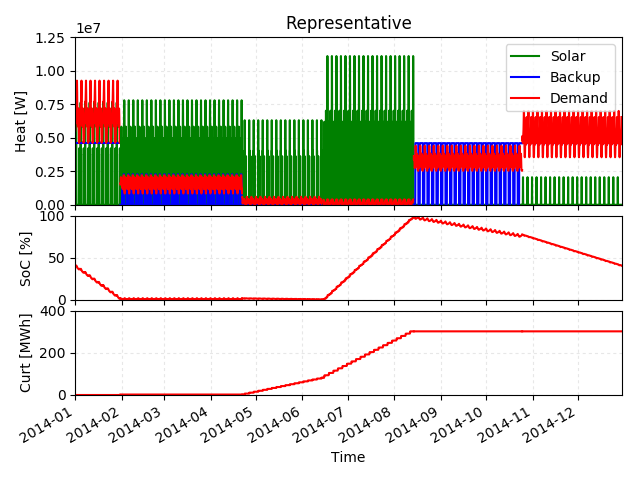 Representative
1e7
1.25
1.00
0.75
0.50
0.25
0.00
Heat [W]
Solar
Backup
Demand
100
50
0
SoC [%]
400
200
0
Curt [MWh]
2014-01
2014-02
2014-03
2014-04
2014-05
2014-06
2014-07
2014-08
2014-09
2014-10
2014-11
2014-12
Time